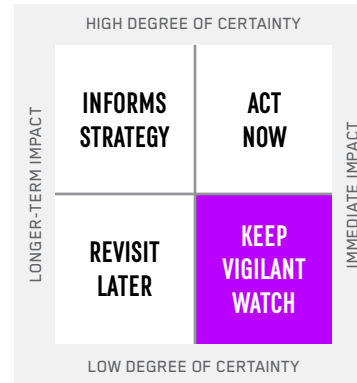 HIGH DEGREE OF CERTAINTY
LONGER-TERM IMPACT
INFORMS
STRATEGY
ACT
NOW
IMMEDIATE IMPACT
REVISIT
LATER
KEEP
VIGILANT
WATCH
LOW DEGREE OF CERTAINTY